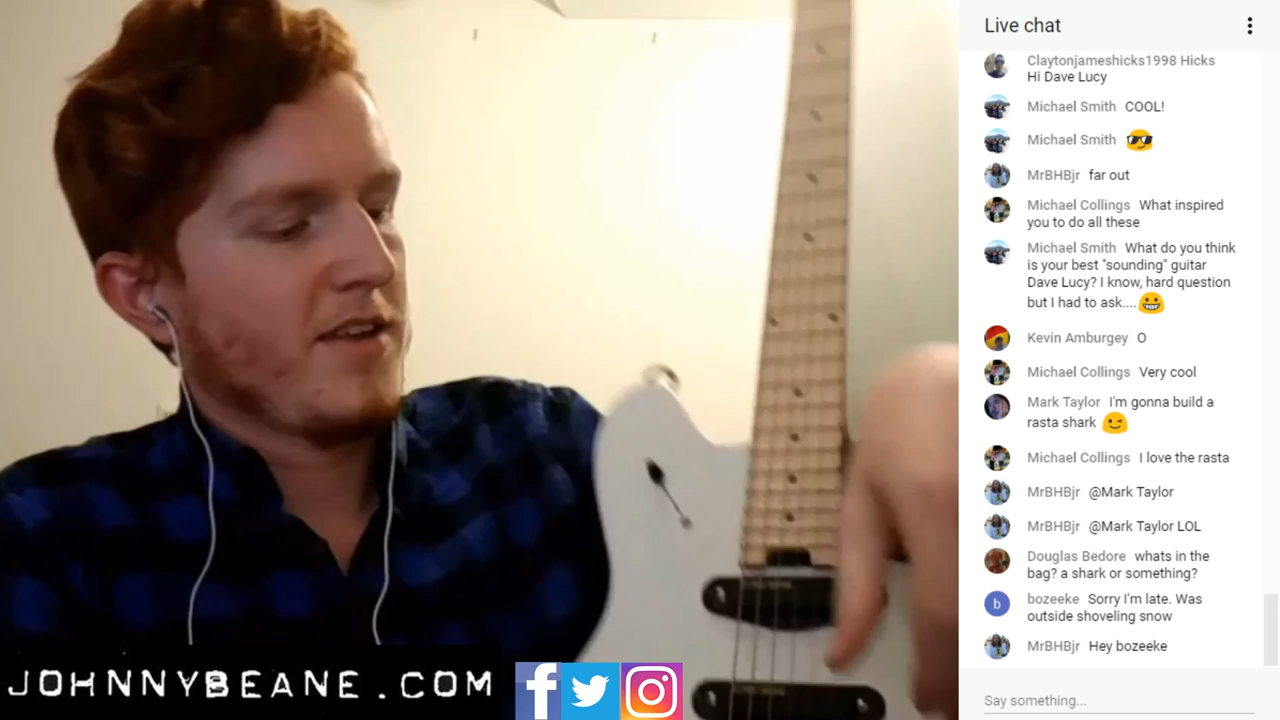 Live chat
Claytonjameshicks1998 Hicks
Hi Dave Lucy
Michael Smith COOL!
Michael Smith 😎
MrBHBjr far out
Michael Collings What inspired
you to do all these
Michael Smith What do you think
is your best "sounding" guitar
Dave Lucy? I know, hard question
but I had to ask....😀
Kevin Amburgey O
Michael Collings Very cool
Mark Taylor I'm gonna build a
rasta shark 😉
Michael Collings I love the rasta
MrBHBjr @Mark Taylor
MrBHBjr @Mark Taylor LOL
Douglas Bedore whats in the
bag? a shark or something?
b bozeeke Sorry I'm late. Was
outside shoveling snow
MrBHBjr Hey bozeeke
Say something...
JOHNNYBEANE.COM